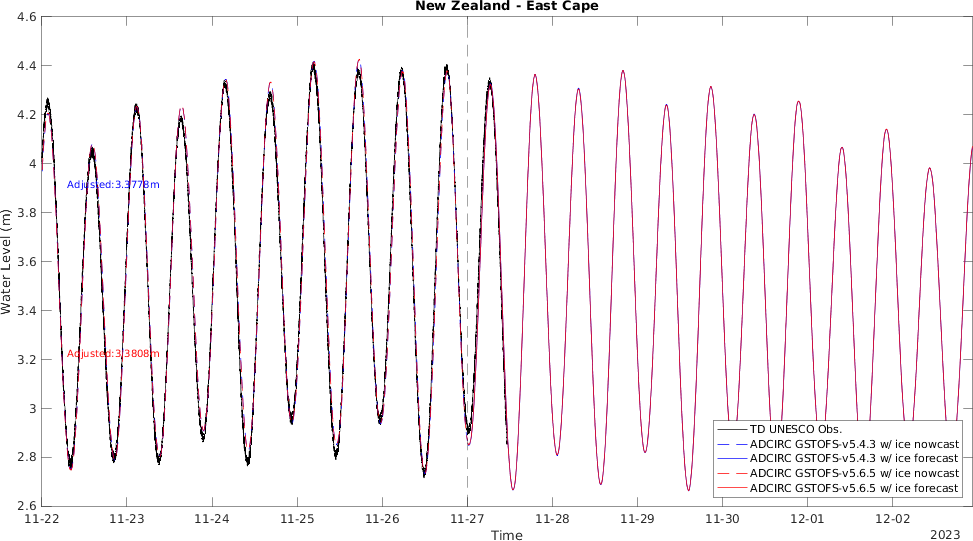 New Zealand - East Cape
4.6
4.4
4.2
4
3.8
3.6
3.4
3.2
3
2.8
2.6
Water Level (m)
Adjusted:3.3778m
Adjusted:3.3808m
TD UNESCO Obs.
ADCIRC GSTOFS-v5.4.3 w/ ice nowcast
ADCIRC GSTOFS-v5.4.3 w/ ice forecast
ADCIRC GSTOFS-v5.6.5 w/ ice nowcast
ADCIRC GSTOFS-v5.6.5 w/ ice forecast
11-22 11-23 11-24 11-25 11-26 11-27 11-28 11-29 11-30 12-01 12-02
Time
2023